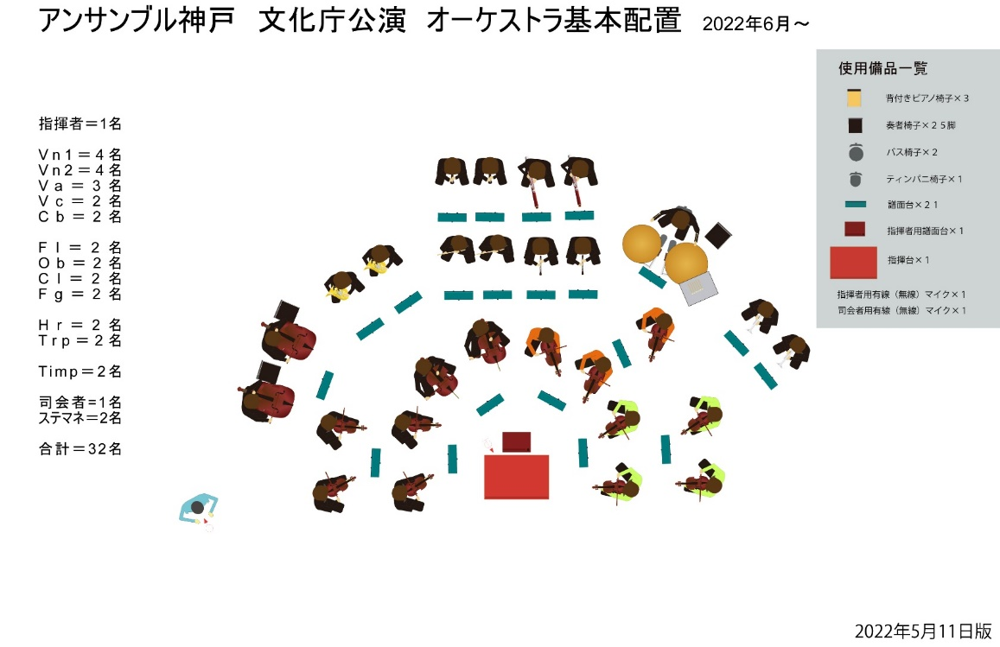 アンサンブル神戸　文化庁公演　オーケストラ基本配置　2022年6月～
指揮者＝1名
Ｖｎ1＝4名
Ｖｎ2＝4名
Ｖａ＝3名
Ｖｃ＝2名
Ｃｂ＝2名
Ｆｌ＝2名
Ｏｂ＝2名
Ｃｌ＝2名
Ｆｇ＝2名
Ｈｒ＝2名
Ｔｒｐ＝2名
Ｔｉｍｐ＝2名
司会者=1名
ステマネ=2名
合計＝32名
使用備品一覧
背付きピアノ椅子×３
奏者椅子×２５脚
バス椅子×２
ティンパニ椅子×１
譜面台×２１
指揮者用譜面台×１
指揮台×１
指揮者用有線（無線）マイク×１
司会者用有線（無線）マイク×１
2022年5月11日版